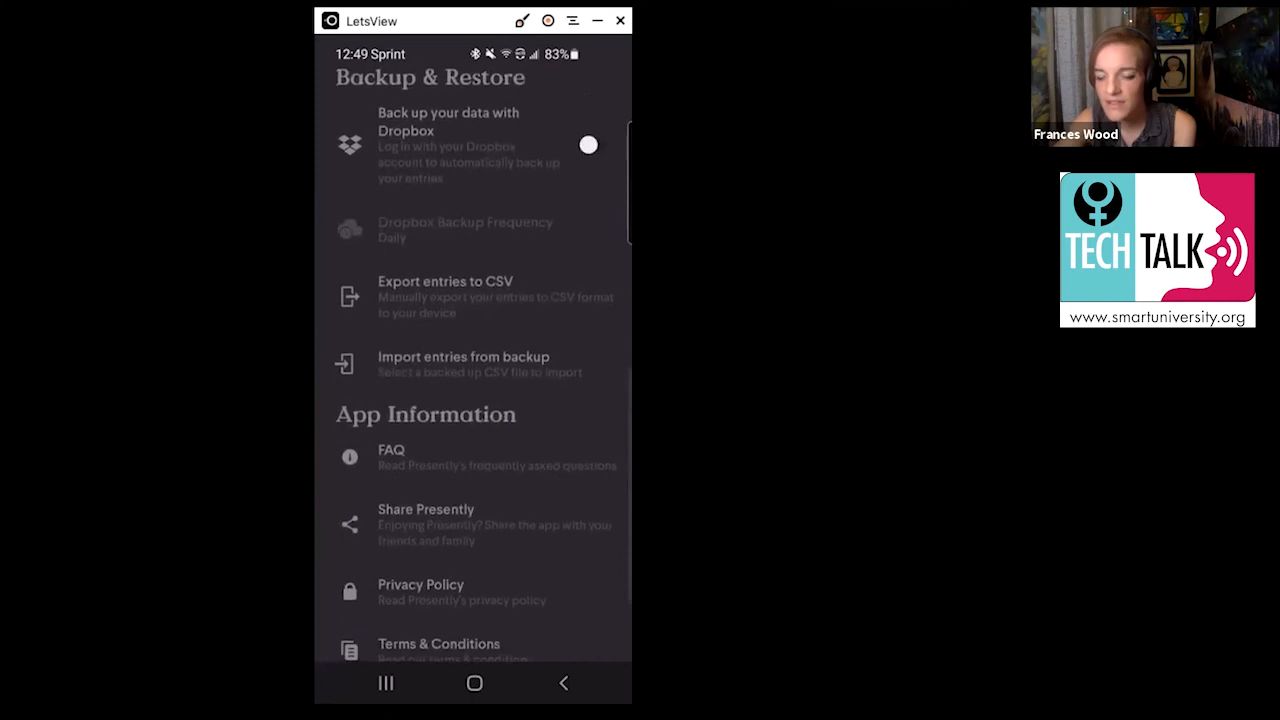 LetsView
12:49 Sprint
83%
Backup & Restore
Back up your data with
Dropbox
Log in with your Dropbox
account to automatically back up
your entries
Dropbox Backup Frequency
Daily
Export entries to CSV
Manually export your entries to CSV format
to your device
Import entries from backup
Select a backed up CSV file to import
App Information
FAQ
Read Presently's frequently asked questions
Share Presently
Enjoying Presently? Share the app with your
friends and family
Privacy Policy
Read Presently's privacy policy
Terms & Conditions
Read our terms & conditions
Frances Wood
TECH TALK
www.smartuniversity.org